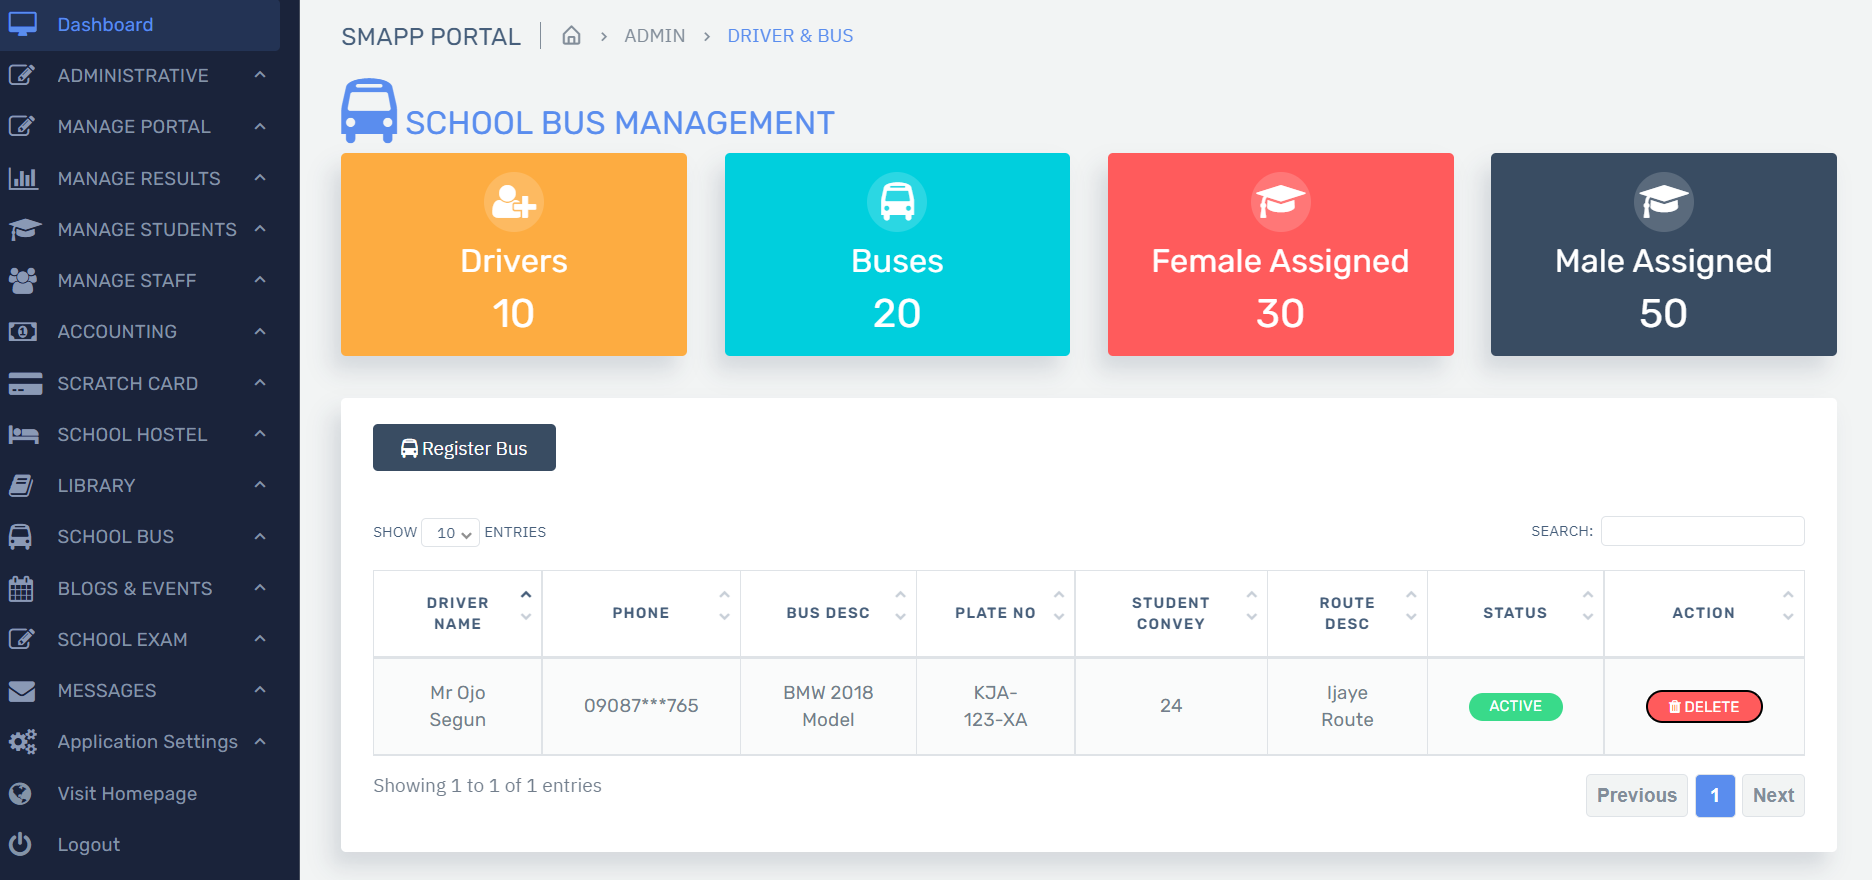 Dashboard
ADMINISTRATIVE
MANAGE PORTAL
MANAGE RESULTS
MANAGE STUDENTS
MANAGE STAFF
ACCOUNTING
SCRATCH CARD
SCHOOL HOSTEL
LIBRARY
SCHOOL BUS
BLOGS & EVENTS
SCHOOL EXAM
MESSAGES
Application Settings
Visit Homepage
Logout
SMAPP PORTAL ADMIN DRIVER & BUS
SCHOOL BUS MANAGEMENT
Drivers
10
Buses
20
Female Assigned
30
Male Assigned
50
Register Bus
SHOW 10 ENTRIES
SEARCH:
DRIVER
NAME
PHONE
BUS DESC
PLATE NO
STUDENT
CONVEY
ROUTE
DESC
STATUS
ACTION
Mr Ojo
Segun
09087***765
BMW 2018
Model
KJA-
123-XA
24
Ijaye
Route
ACTIVE
DELETE
Showing 1 to 1 of 1 entries
Previous 1 Next